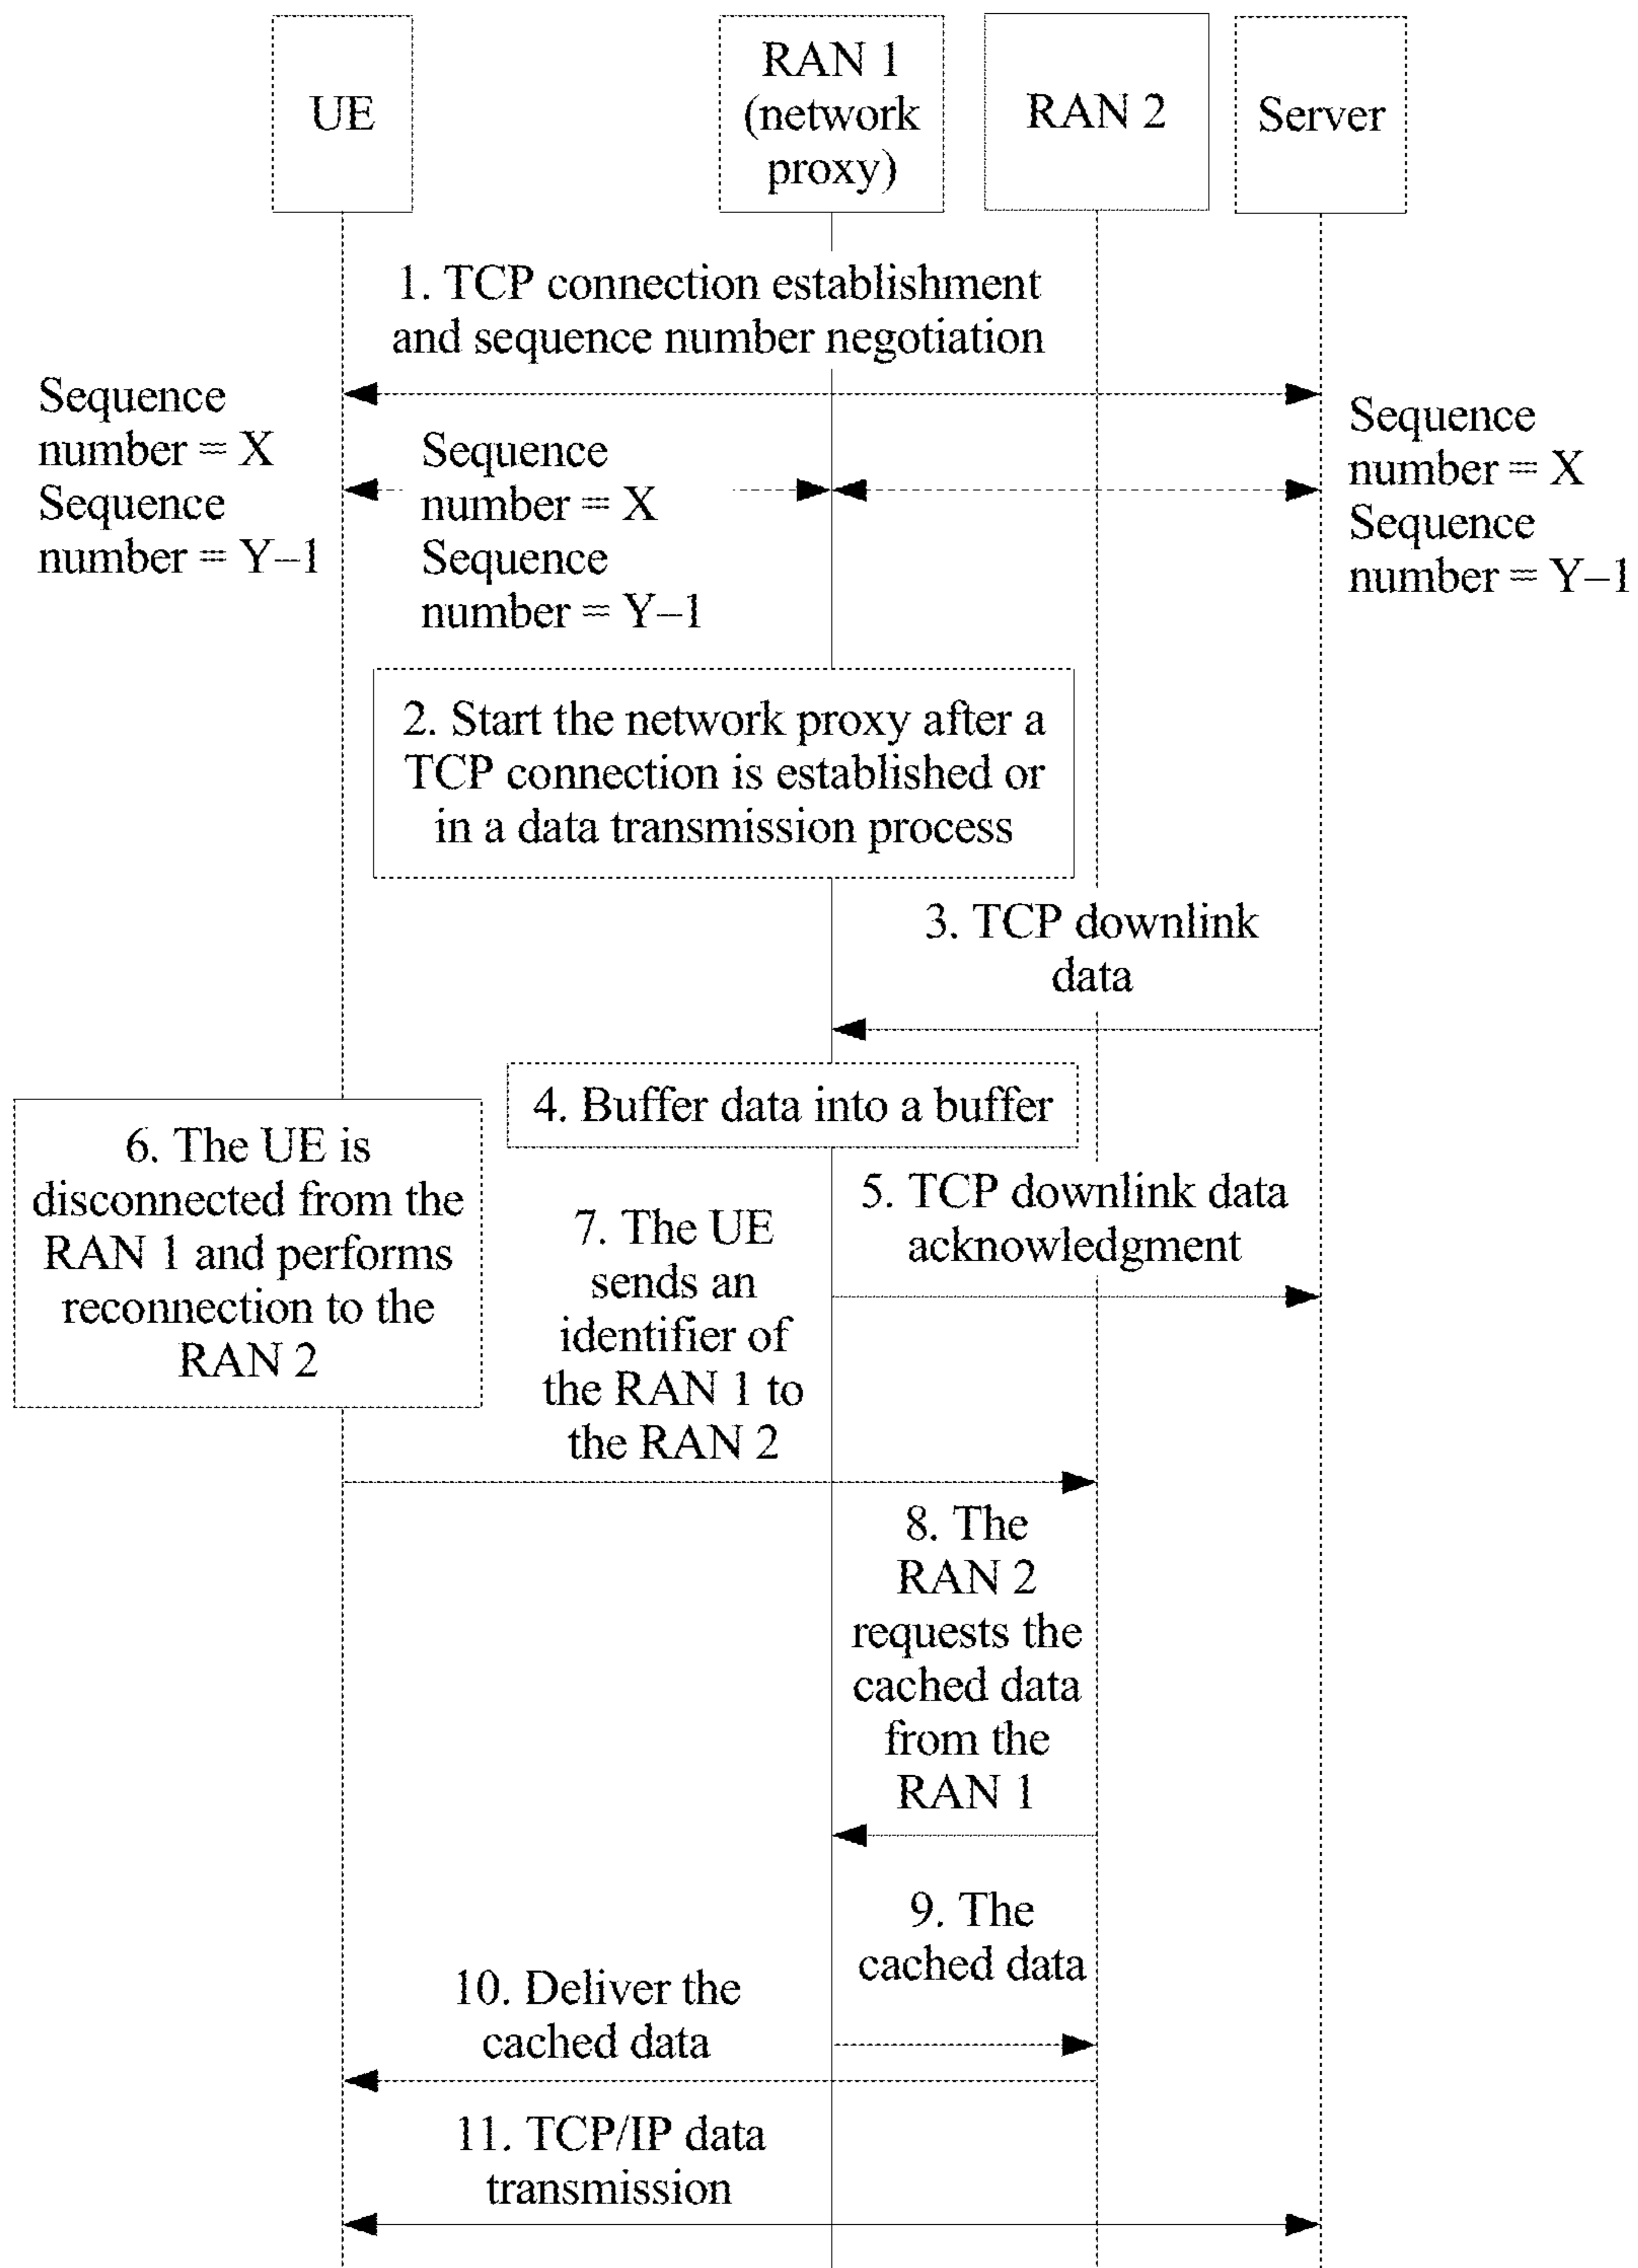 UE
RAN 1
(network
proxy)
RAN 2
Server
1. TCP connection establishment
and sequence number negotiation
Sequence
number = X
Sequence
number = Y–1
Sequence
number = X
Sequence
number = Y–1
Sequence
number = X
Sequence
number = Y–1
2. Start the network proxy after a
TCP connection is established or
in a data transmission process
3. TCP downlink
data
4. Buffer data into a buffer
5. TCP downlink data
acknowledgment
6. The UE is
disconnected from the
RAN 1 and performs
reconnection to the
RAN 2
7. The UE
sends an
identifier of
the RAN 1 to
the RAN 2
8. The
RAN 2
requests the
cached data
from the
RAN 1
9. The
cached data
10. Deliver the
cached data
11. TCP/IP data
transmission